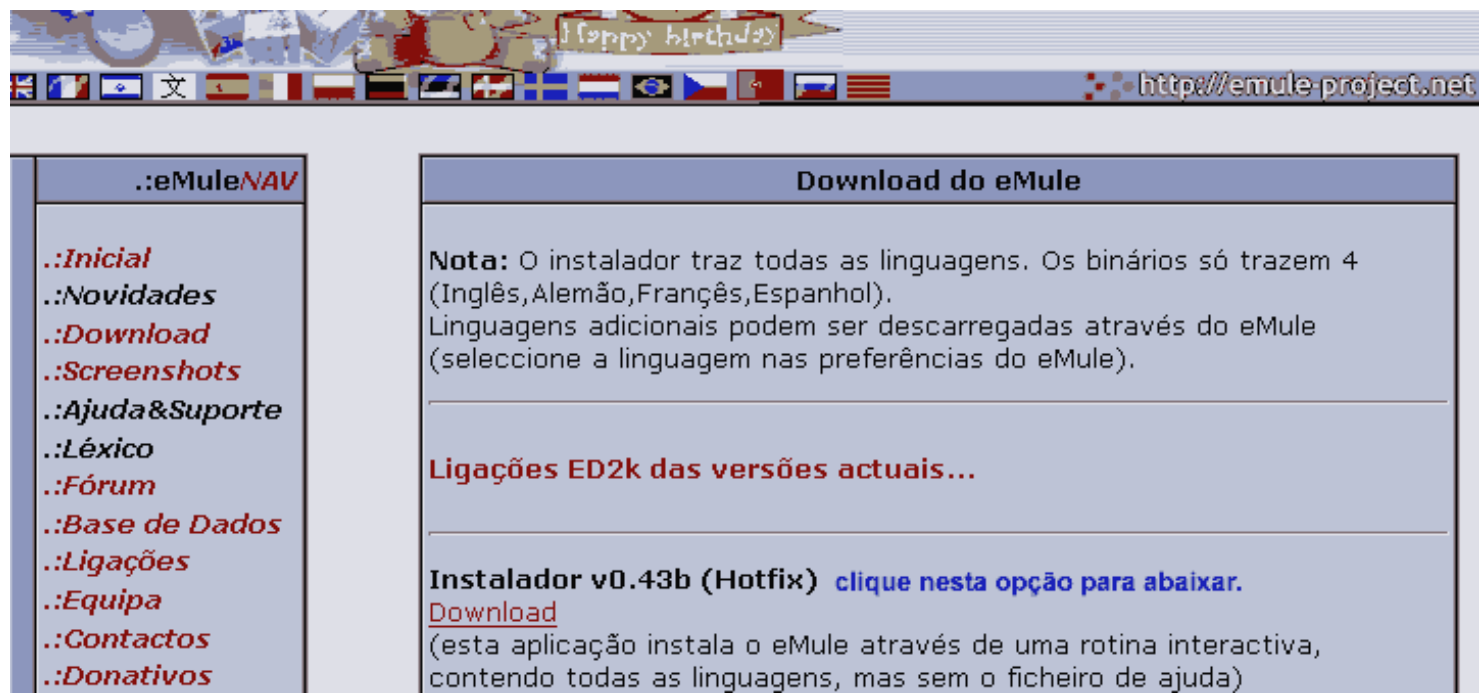 Happy birthday
文
http://emule-project.net
.:eMuleNAV
.:Inicial
.:Novidades
.:Download
.:Screenshots
.:Ajuda&Suporte
.:Léxico
.:Fórum
.:Base de Dados
.:Ligações
.:Equipa
.:Contactos
.:Donativos
Download do eMule
Nota: O instalador traz todas as linguagens. Os binários só trazem 4
(Inglês,Alemão,Françês,Espanhol).
Linguagens adicionais podem ser descarregadas através do eMule
(seleccione a linguagem nas preferências do eMule).
Ligações ED2k das versões actuais...
Instalador v0.43b (Hotfix) clique nesta opção para abaixar.
Download
(esta aplicação instala o eMule através de uma rotina interactiva,
contendo todas as linguagens, mas sem o ficheiro de ajuda)